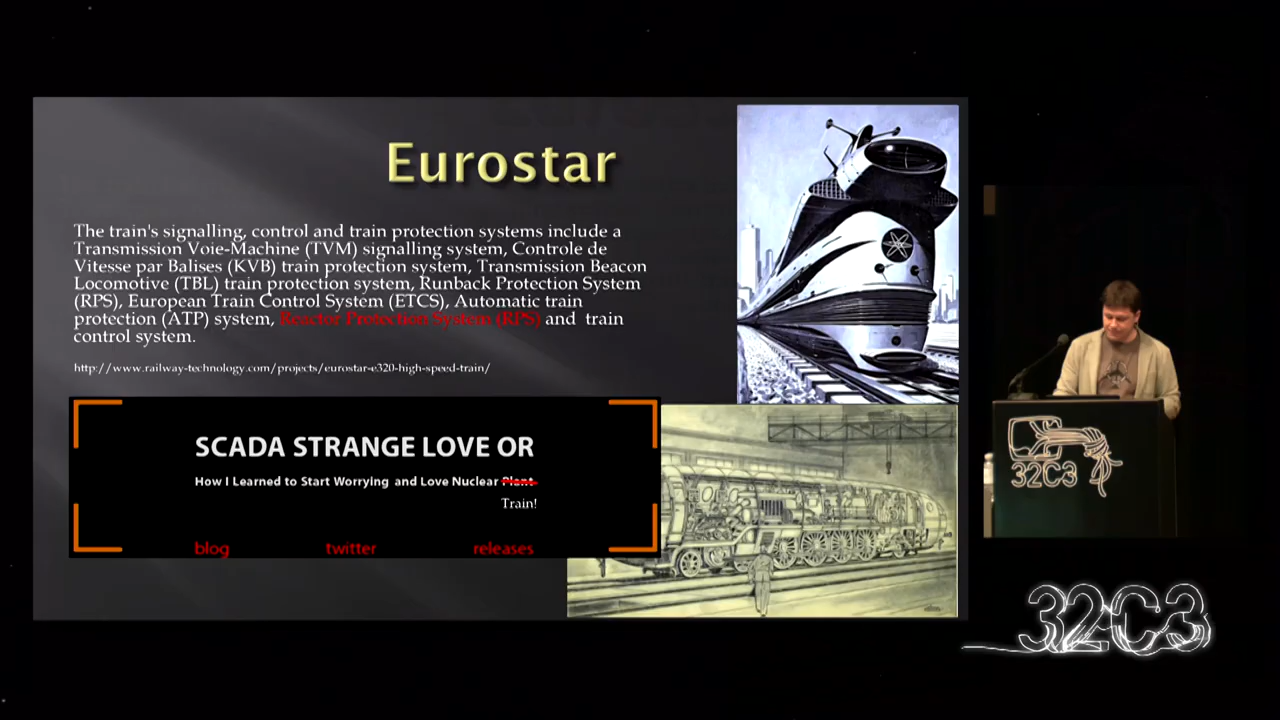 Eurostar
The train's signalling, control and train protection systems include a
Transmission Voie-Machine (TVM) signalling system, Controle de
Vitesse par Balises (KVB) train protection system, Transmission Beacon
Locomotive (TBL) train protection system, Runback Protection System
(RPS), European Train Control System (ETCS), Automatic train
protection (ATP) system, Reactor Protection System (RPS) and train
control system.
http://www.railway-technology.com/projects/eurostar-e320-high-speed-train/
SCADA STRANGE LOVE OR
How I Learned to Start Worrying and Love Nuclear Plant
Train!
blog twitter releases
32C3
32C3